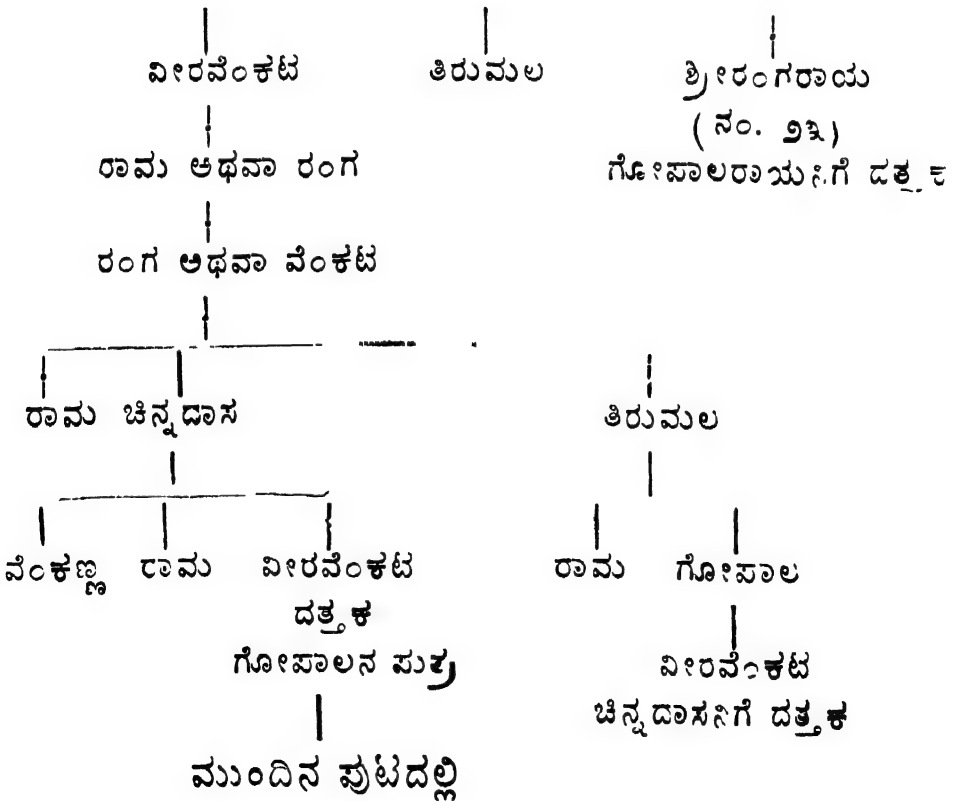 ವೀರವೆಂಕಟ ತಿರುಮಲ ಶ್ರೀರಂಗರಾಯ
(ನಂ. ೨೩)
ರಾಮ ಅಥವಾ ರಂಗ ಗೋಪಾಲರಾಯನಿಗೆ ದತ್ತಕ
ರಂಗ ಅಥವಾ ವೆಂಕಟ
ರಾಮ ಚಿನ್ನದಾಸ ತಿರುಮಲ
ವೆಂಕಣ್ಣ ರಾಮ ವೀರವೆಂಕಟ ರಾಮ ಗೋಪಾಲ
ದತ್ತಕ
ಗೋಪಾಲನ ಪುತ್ರ ವೀರವೆಂಕಟ
ಚಿನ್ನದಾಸನಿಗೆ ದತ್ತಕ
ಮುಂದಿನ ಪುಟದಲ್ಲಿ